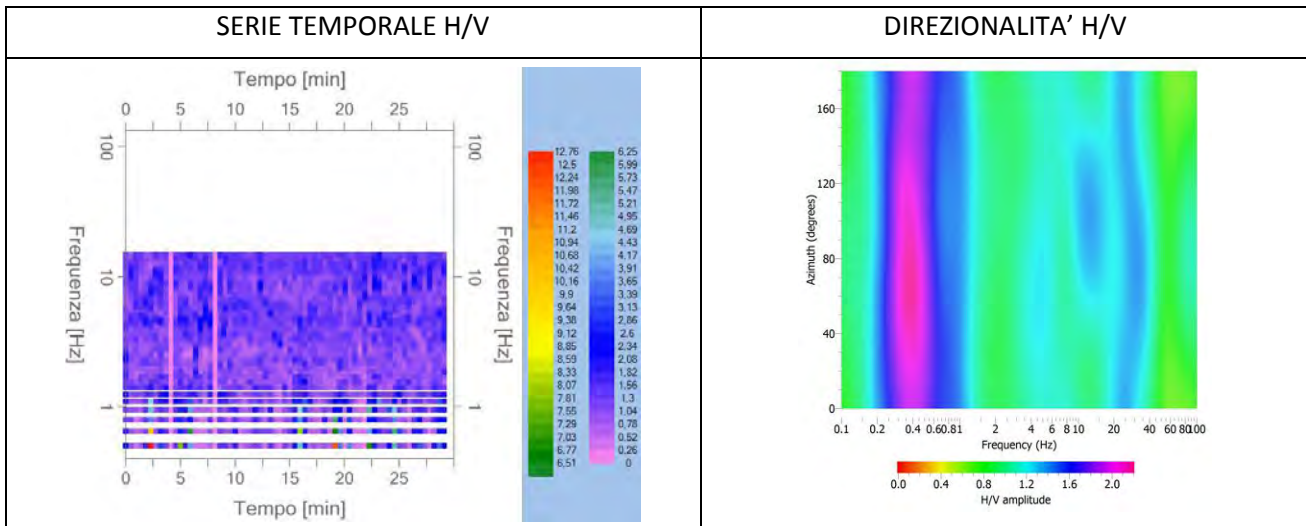 SERIE TEMPORALE H/V
DIREZIONALITA’ H/V
Tempo [min]
0 5 10 15 20 25
100
10
1
Frequenza [Hz]
100
10
1
Frequenza [Hz]
0 5 10 15 20 25
Tempo [min]
12.76 6.25
12.5 5.99
12.24 5.73
11.98 5.47
11.72 5.21
11.46 4.95
11.2 4.69
10.94 4.43
10.68 4.17
10.42 3.91
10.16 3.65
9.9 3.39
9.64 3.13
9.38 2.86
9.12 2.6
8.85 2.34
8.59 2.08
8.33 1.82
8.07 1.56
7.81 1.3
7.55 1.04
7.29 0.78
7.03 0.52
6.77 0.26
6.51 0
Azimuth (degrees)
160
120
80
40
0
0.1 0.2 0.4 0.60.81 2 4 6 8 10 20 40 60 80100
Frequency (Hz)
0.0 0.4 0.8 1.2 1.6 2.0
H/V amplitude